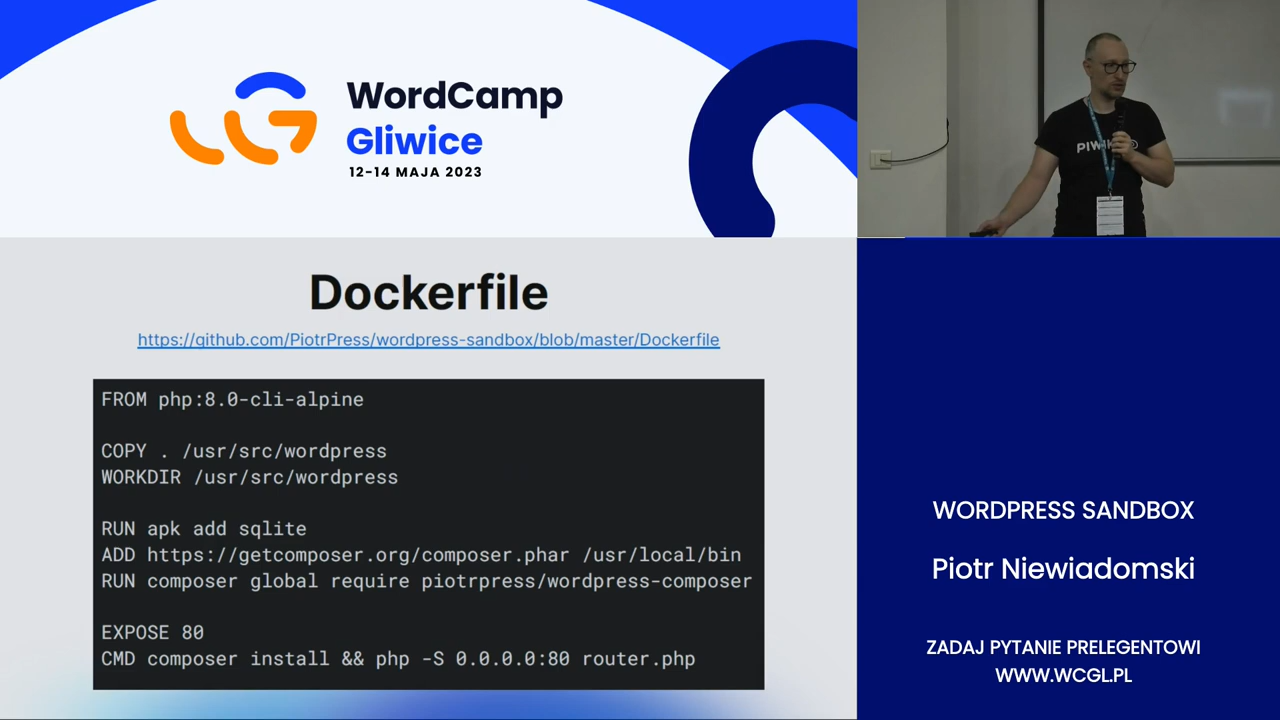 WordCamp
Gliwice
12-14 MAJA 2023
Dockerfile
https://github.com/PiotrPress/wordpress-sandbox/blob/master/Dockerfile
FROM php:8.0-cli-alpine
COPY . /usr/src/wordpress
WORKDIR /usr/src/wordpress
RUN apk add sqlite
ADD https://getcomposer.org/composer.phar /usr/local/bin
RUN composer global require piotrpress/wordpress-composer
EXPOSE 80
CMD composer install && php -S 0.0.0.0:80 router.php
WORDPRESS SANDBOX
Piotr Niewiadomski
ZADAJ PYTANIE PRELEGENTOWI
WWW.WCGL.PL